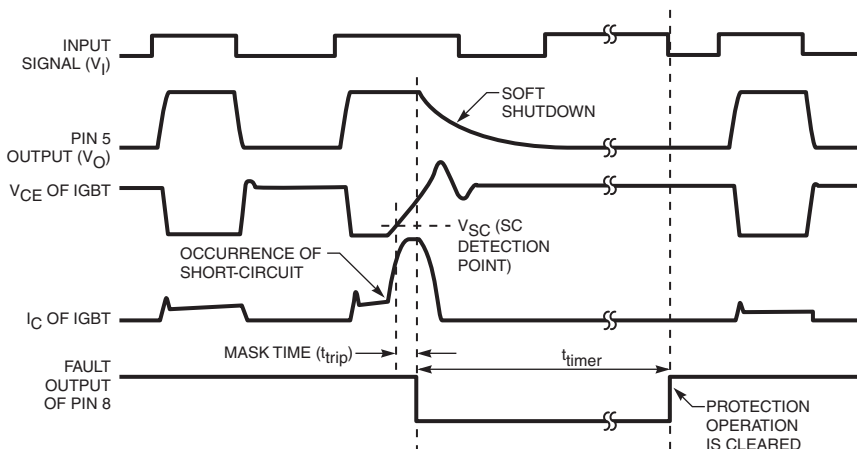 INPUT
SIGNAL (VI)
SOFT
SHUTDOWN
PIN 5
OUTPUT (VO)
VCE OF IGBT
VSC (SC
DETECTION
POINT)
OCCURRENCE OF
SHORT-CIRCUIT
IC OF IGBT
MASK TIME (ttrip)
ttimer
FAULT
OUTPUT
OF PIN 8
PROTECTION
OPERATION
IS CLEARED